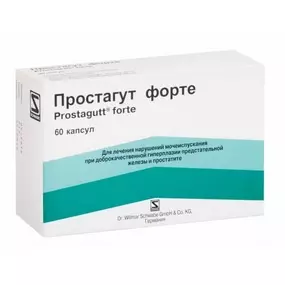 Простагут форте
Prostagutt® forte
60 капсул
Для лечения нарушений мочеиспускания
при доброкачественной гиперплазии предстательной
железы и простатите
Dr. Willmar Schwabe GmbH & Co. KG,
Германия